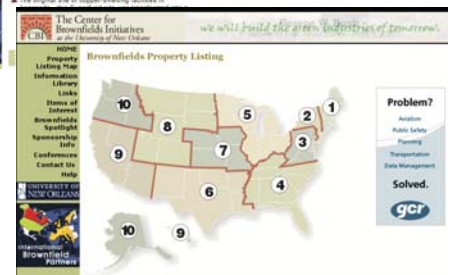 The Center for
Brownfields Initiatives
at the University of New Orleans
CBI
we will build the green industries of tomorrow.
HOME
Property
Listing Map
Information
Library
Links
Items of
Interest
Brownfields
Spotlight
Sponsorship
Info
Conferences
Contact Us
Help
UNIVERSITY OF
NEW ORLEANS
International
Brownfield
Partners
Brownfields Property Listing
10
8
9
7
6
5
4
3
2
1
10
9
Problem?
Aviation
Public Safety
Planning
Transportation
Data Management
Solved.
gcr